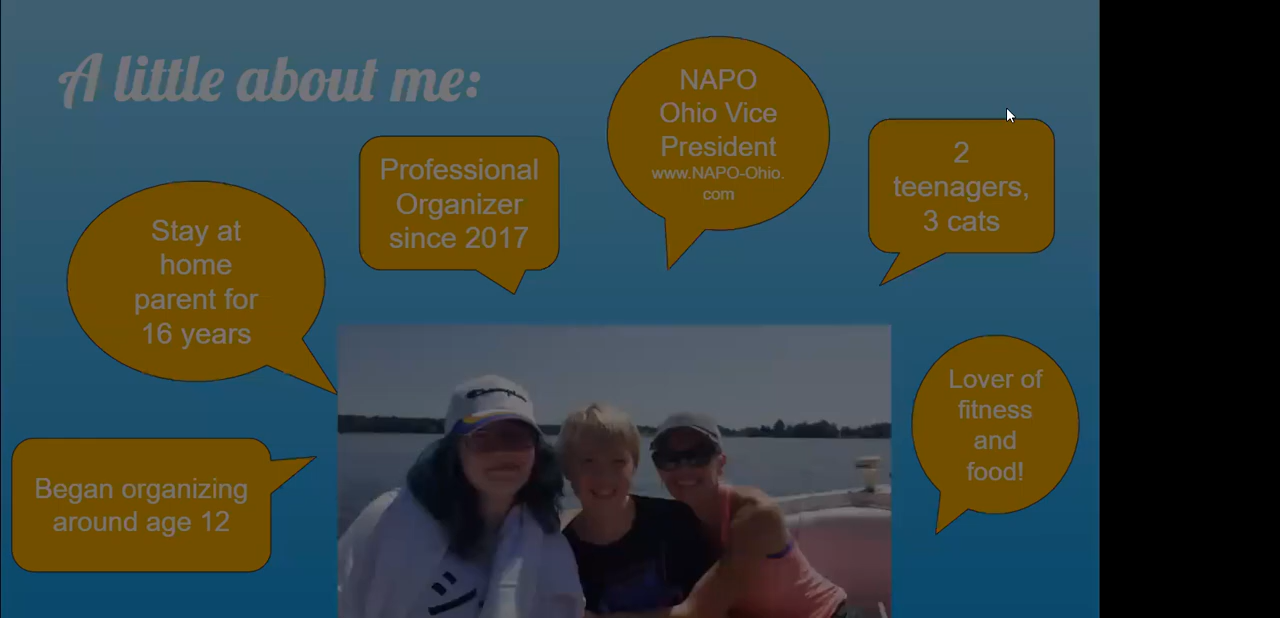 A little about me:
NAPO
Ohio Vice
President
www.NAPO-Ohio.
com
2
teenagers,
3 cats
Professional
Organizer
since 2017
Stay at
home
parent for
16 years
Lover of
fitness
and
food!
Began organizing
around age 12
Champion